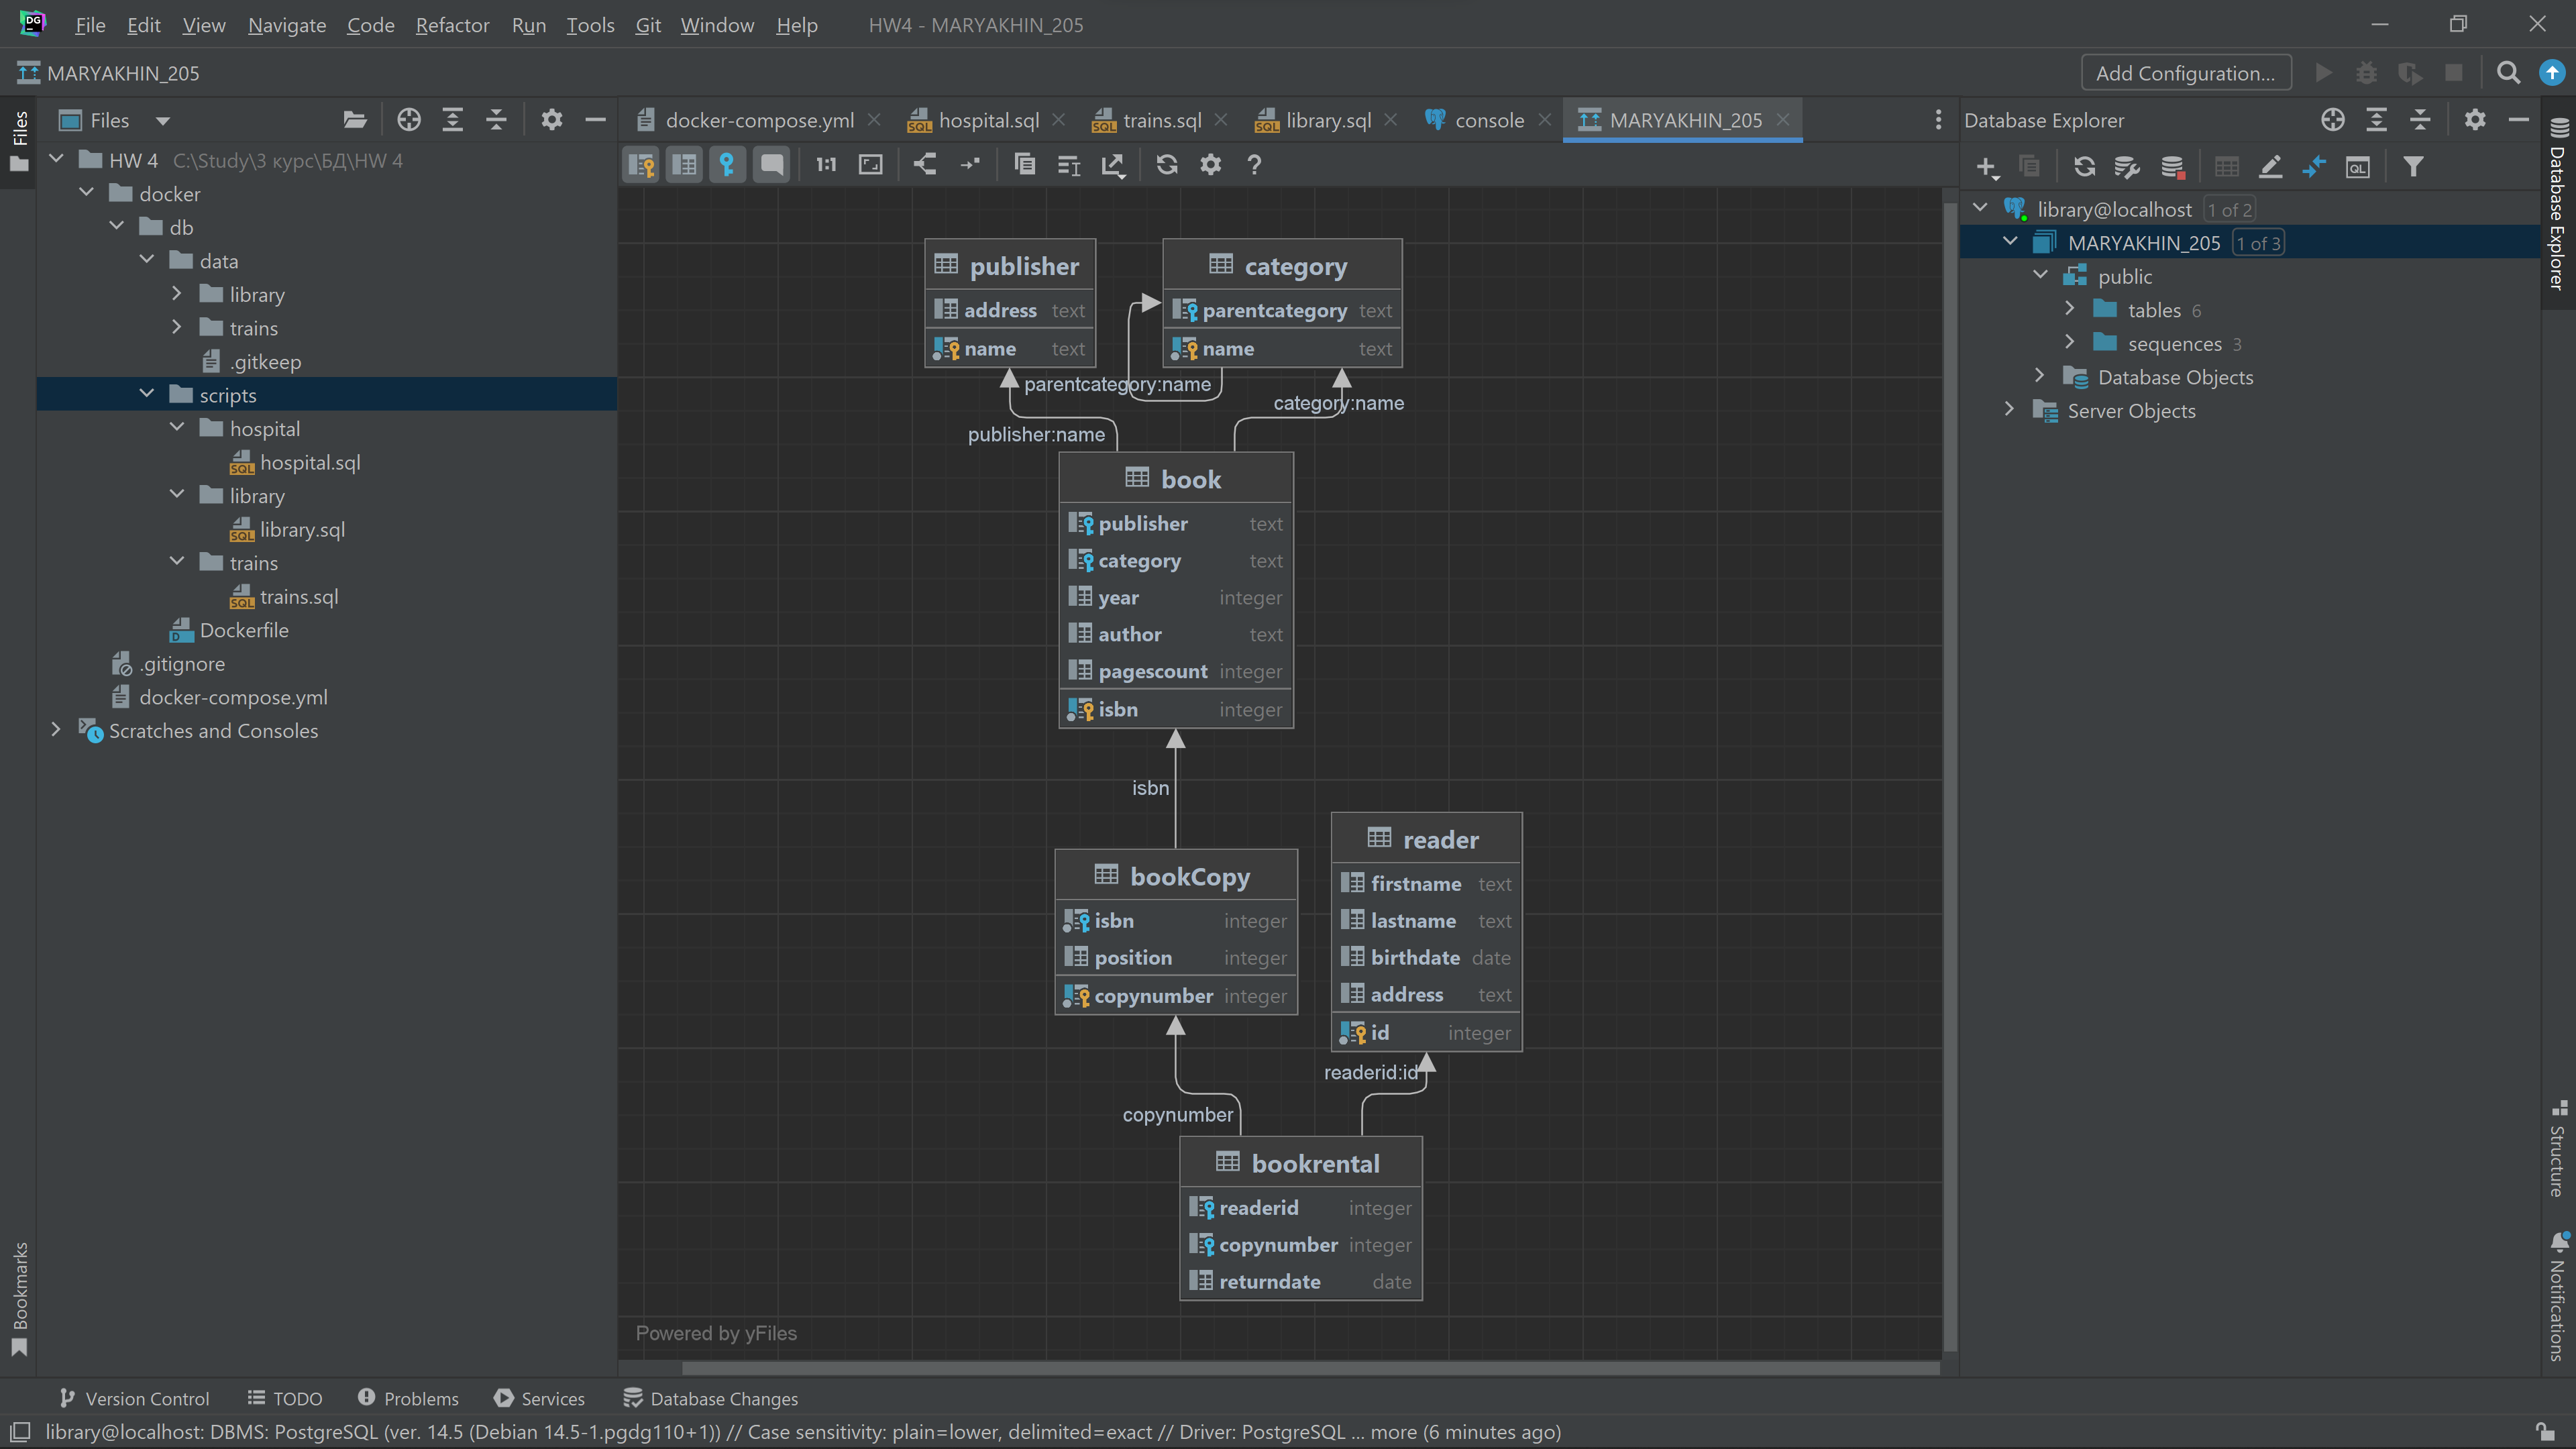 DG File Edit View Navigate Code Refactor Run Tools Git Window Help HW4 - MARYAKHIN_205
MARYAKHIN_205 Add Configuration...
Files
Files
HW 4 C:\Study\3 курс\БД\HW 4
docker
db
data
library
trains
.gitkeep
scripts
hospital
SQL hospital.sql
library
SQL library.sql
trains
SQL trains.sql
D Dockerfile
.gitignore
docker-compose.yml
Scratches and Consoles
Bookmarks
docker-compose.yml SQL hospital.sql SQL trains.sql SQL library.sql console MARYAKHIN_205
1:1 ?
publisher
address text
name text
category
parentcategory text
name text
parentcategory:name
category:name
publisher:name
book
publisher text
category text
year integer
author text
pagescount integer
isbn integer
isbn
bookCopy
isbn integer
position integer
copynumber integer
reader
firstname text
lastname text
birthdate date
address text
id integer
readerid:id
copynumber
bookrental
readerid integer
copynumber integer
returndate date
Powered by yFiles
Database Explorer
QL
library@localhost 1 of 2
MARYAKHIN_205 1 of 3
public
tables 6
sequences 3
Database Objects
Server Objects
Database Explorer
Structure
Notifications
Version Control TODO Problems Services Database Changes
library@localhost: DBMS: PostgreSQL (ver. 14.5 (Debian 14.5-1.pgdg110+1)) // Case sensitivity: plain=lower, delimited=exact // Driver: PostgreSQL ... more (6 minutes ago)